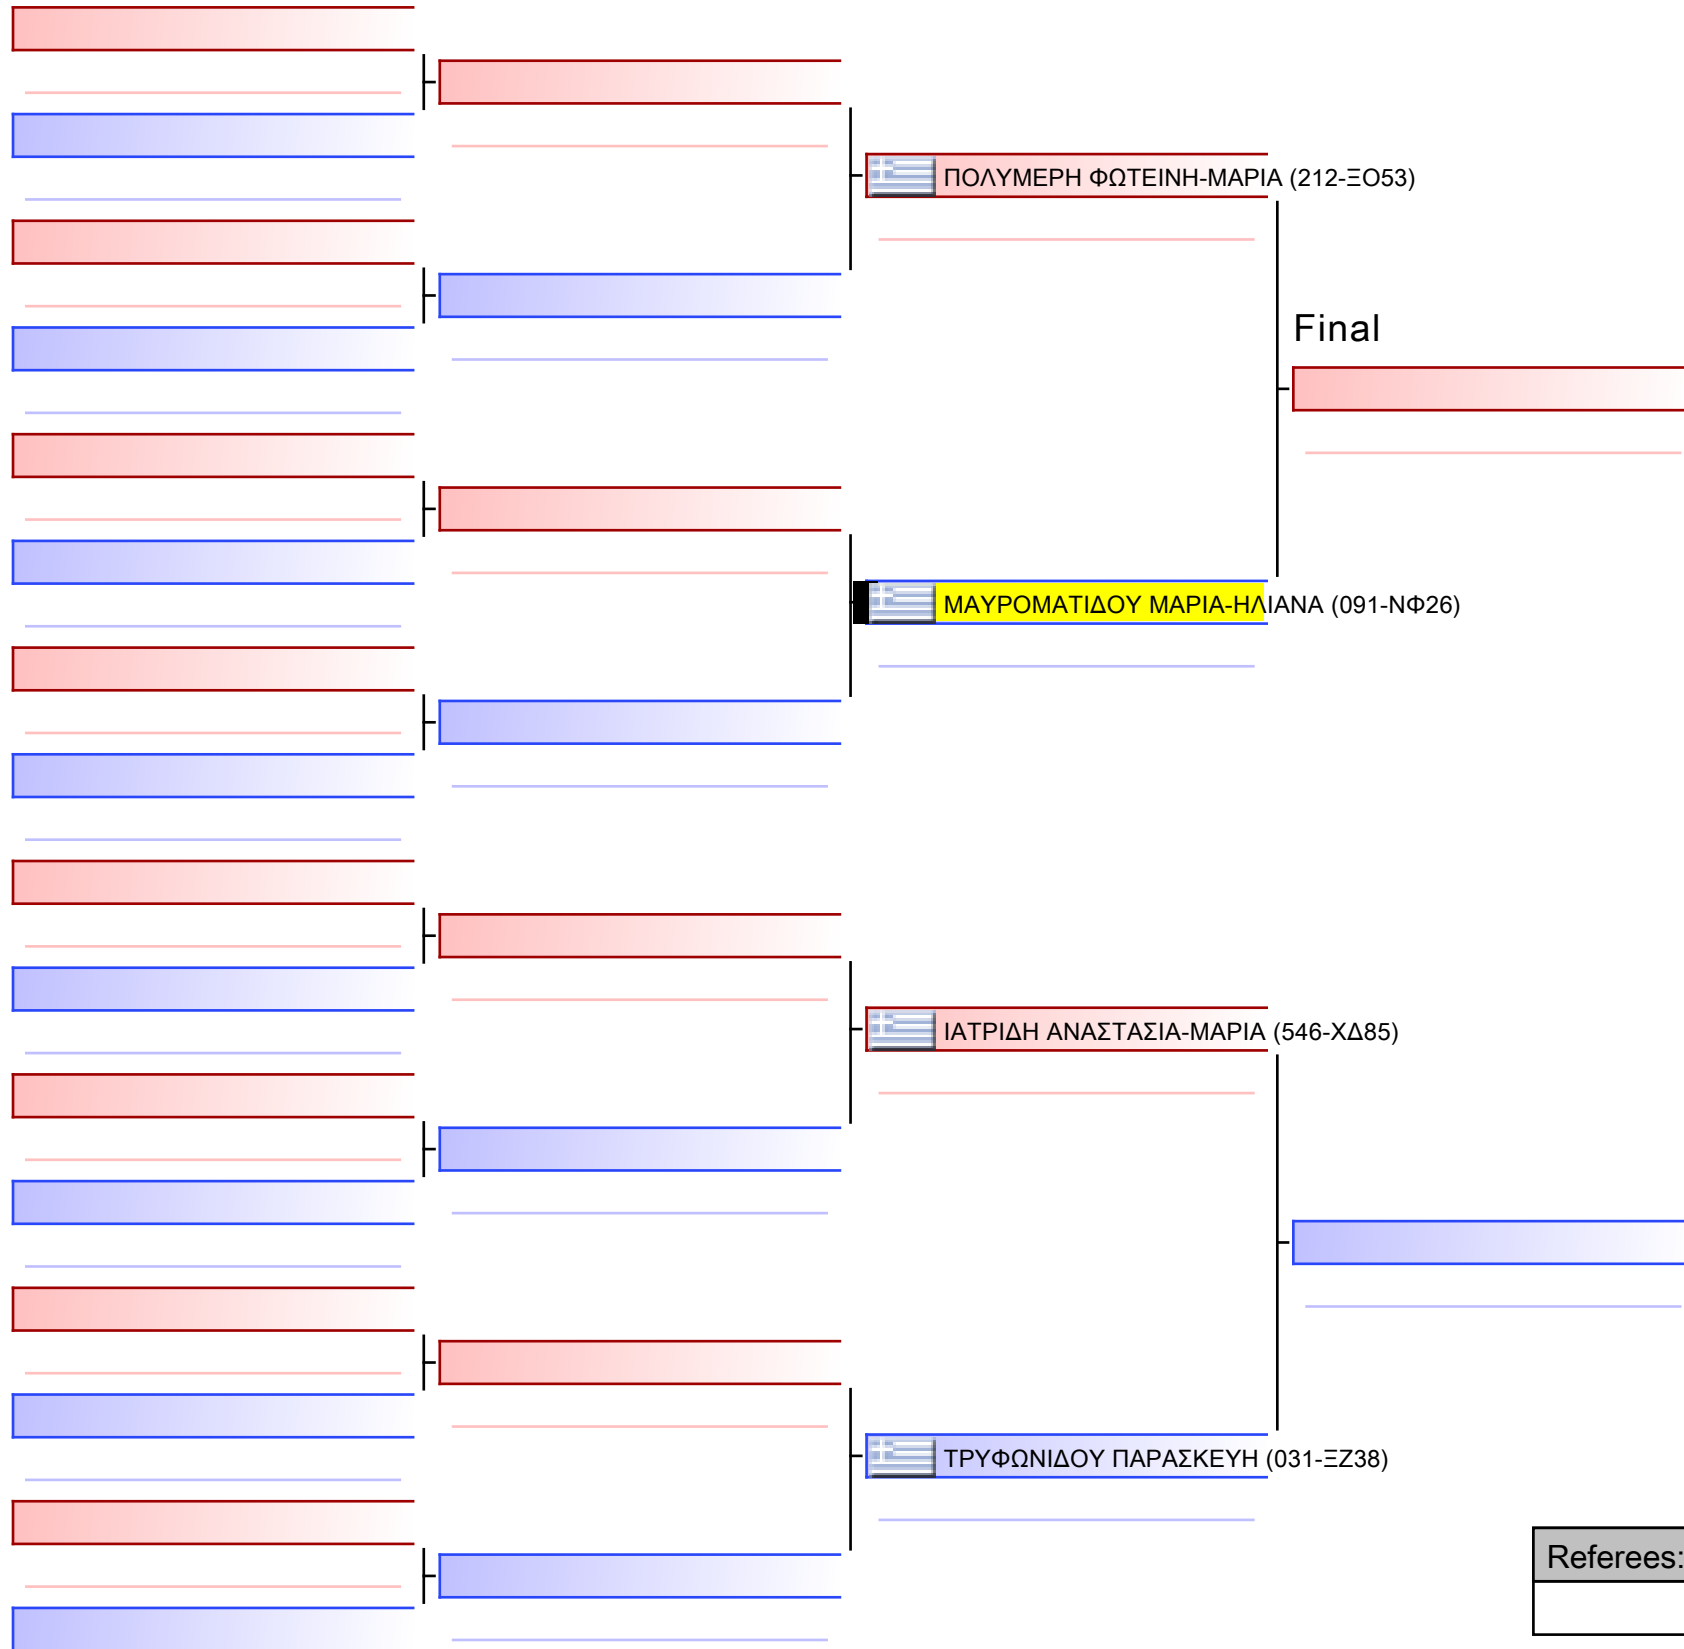 ΠΟΛΥΜΕΡΗ ΦΩΤΕΙΝΗ-ΜΑΡΙΑ (212-ΞΟ53)
Final
ΜΑΥΡΟΜΑΤΙΔΟΥ ΜΑΡΙΑ-ΗΛΙΑΝΑ (091-ΝΦ26)
ΙΑΤΡΙΔΗ ΑΝΑΣΤΑΣΙΑ-ΜΑΡΙΑ (546-ΧΔ85)
ΤΡΥΦΩΝΙΔΟΥ ΠΑΡΑΣΚΕΥΗ (031-ΞΖ38)
Referees: